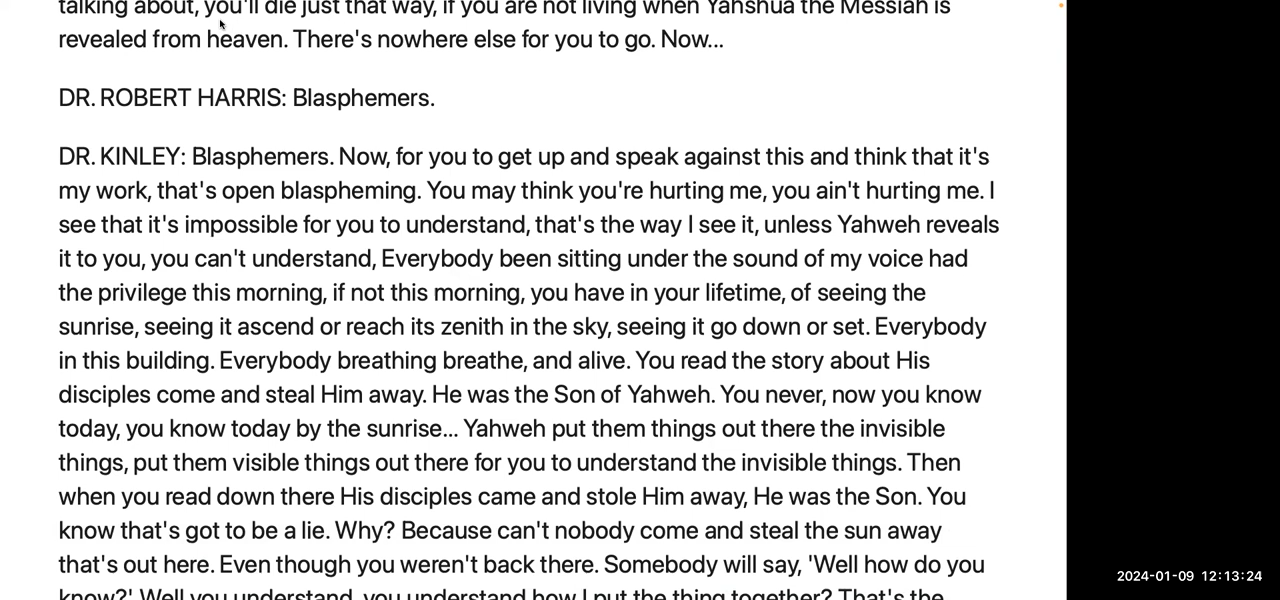 talking about, you'll die just that way, if you are not living when Yahshua the Messiah is
revealed from heaven. There's nowhere else for you to go. Now...
DR. ROBERT HARRIS: Blasphemers.
DR. KINLEY: Blasphemers. Now, for you to get up and speak against this and think that it's
my work, that's open blaspheming. You may think you're hurting me, you ain't hurting me. I
see that it's impossible for you to understand, that's the way I see it, unless Yahweh reveals
it to you, you can't understand, Everybody been sitting under the sound of my voice had
the privilege this morning, if not this morning, you have in your lifetime, of seeing the
sunrise, seeing it ascend or reach its zenith in the sky, seeing it go down or set. Everybody
in this building. Everybody breathing breathe, and alive. You read the story about His
disciples come and steal Him away. He was the Son of Yahweh. You never, now you know
today, you know today by the sunrise... Yahweh put them things out there the invisible
things, put them visible things out there for you to understand the invisible things. Then
when you read down there His disciples came and stole Him away, He was the Son. You
know that's got to be a lie. Why? Because can't nobody come and steal the sun away
that's out here. Even though you weren't back there. Somebody will say, 'Well how do you
know?' Well you understand, you understand how I put the thing together? That's the
2024-01-09 12:13:24